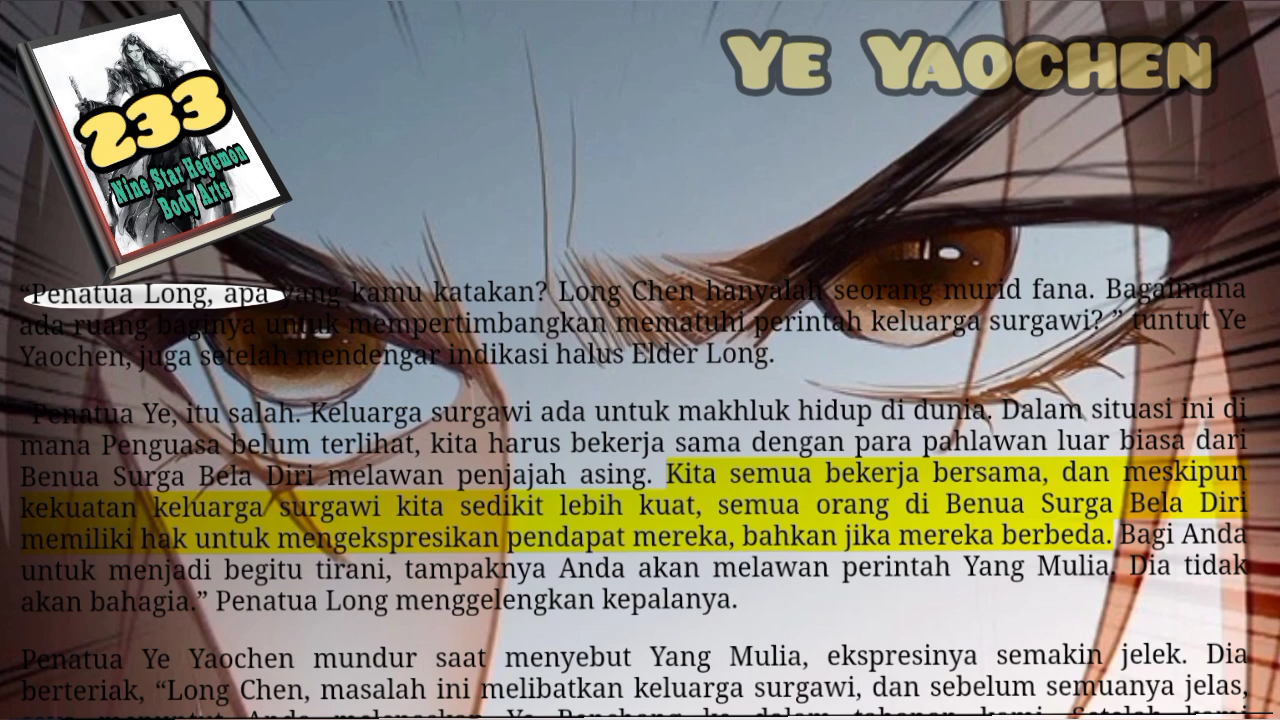 Ye Yaochen
233
Nine Star Hegemon
Body Arts
“Penatua Long, apa yang kamu katakan? Long Chen hanyalah seorang murid fana. Bagaimana
ada ruang baginya untuk mempertimbangkan mematuhi perintah keluarga surgawi? ” tuntut Ye
Yaochen, juga setelah mendengar indikasi halus Elder Long.
“Penatua Ye, itu salah. Keluarga surgawi ada untuk makhluk hidup di dunia. Dalam situasi ini di
mana Penguasa belum terlihat, kita harus bekerja sama dengan para pahlawan luar biasa dari
Benua Surga Bela Diri melawan penjajah asing. Kita semua bekerja bersama, dan meskipun
kekuatan keluarga surgawi kita sedikit lebih kuat, semua orang di Benua Surga Bela Diri
memiliki hak untuk mengekspresikan pendapat mereka, bahkan jika mereka berbeda. Bagi Anda
untuk menjadi begitu tirani, tampaknya Anda akan melawan perintah Yang Mulia. Dia tidak
akan bahagia.” Penatua Long menggelengkan kepalanya.
Penatua Ye Yaochen mundur saat menyebut Yang Mulia, ekspresinya semakin jelek. Dia
berteriak, “Long Chen, masalah ini melibatkan keluarga surgawi, dan sebelum semuanya jelas,